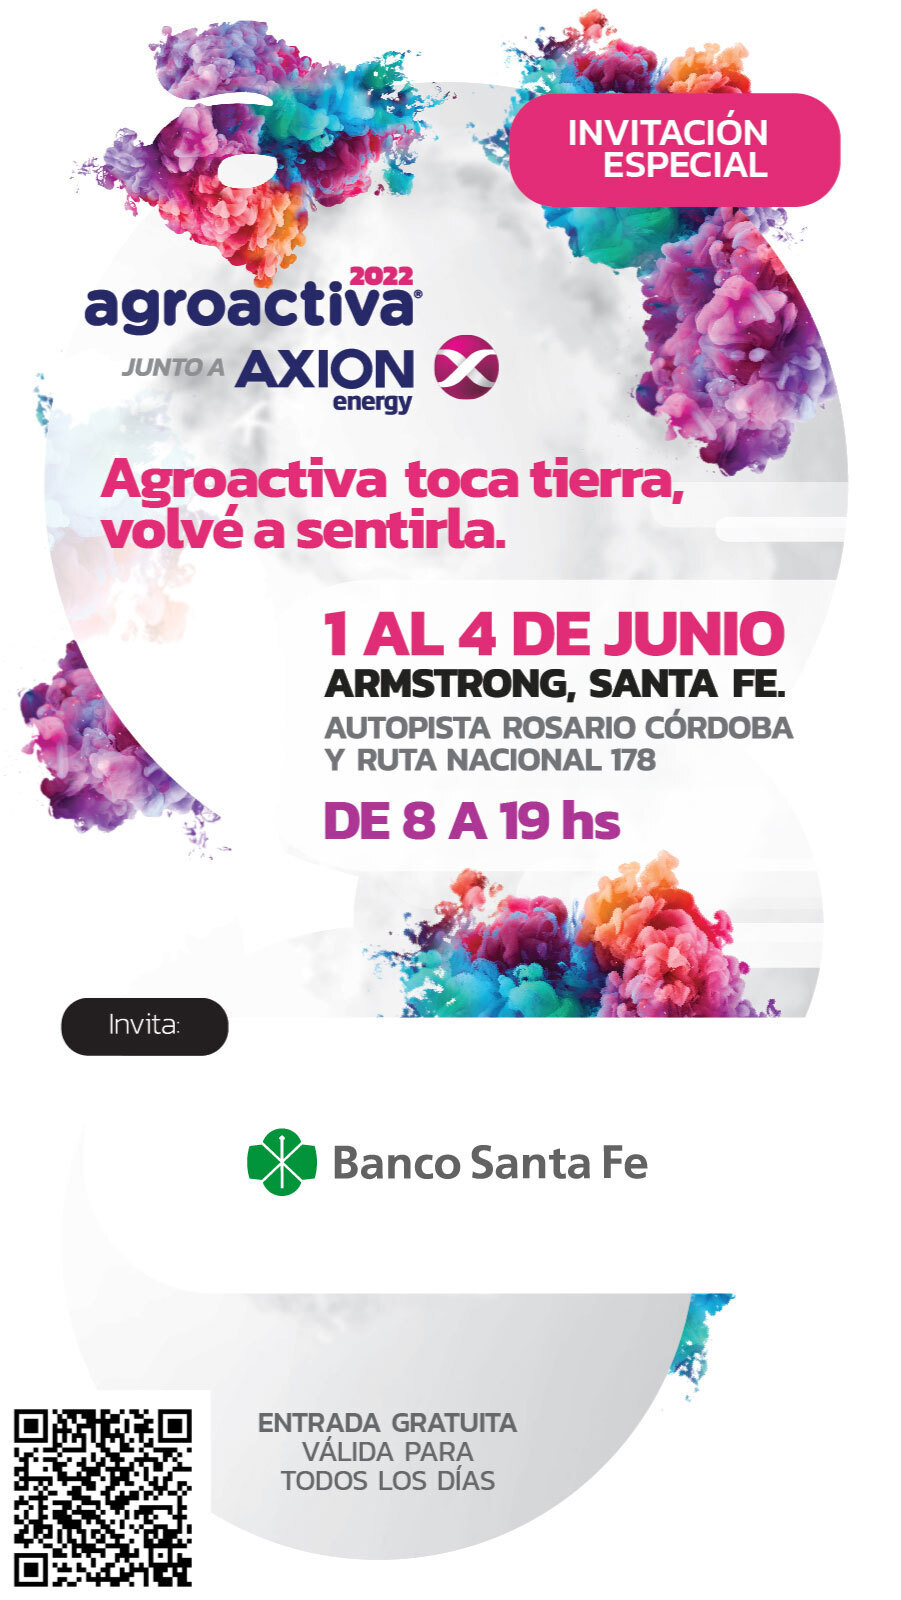 INVITACIÓN
ESPECIAL
2022
agroactiva®
JUNTO A AXION
energy
Agroactiva toca tierra,
volvé a sentirla.
1 AL 4 DE JUNIO
ARMSTRONG, SANTA FE.
AUTOPISTA ROSARIO CÓRDOBA
Y RUTA NACIONAL 178
DE 8 A 19 hs
Invita:
Banco Santa Fe
ENTRADA GRATUITA
VÁLIDA PARA
TODOS LOS DÍAS